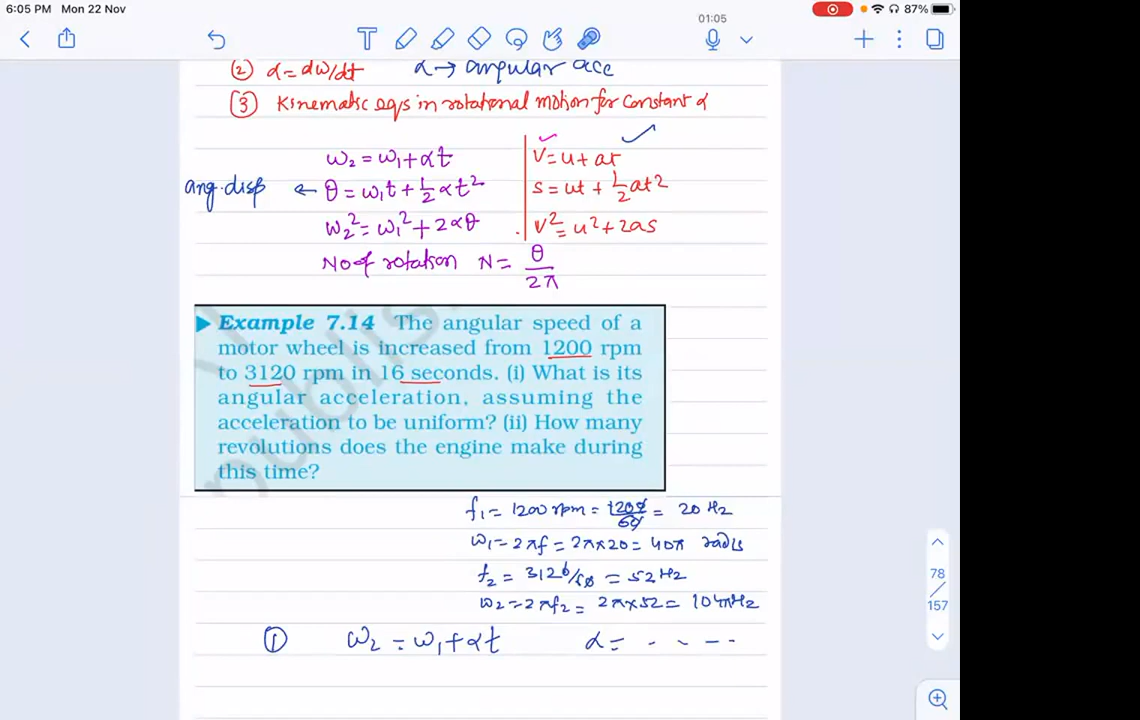 6:05 PM Mon 22 Nov
87%
01:05
② α = dω/dt α → angular acc
③ Kinematic eqs in rotational motion for constant α
ω₂ = ω₁ + αt
v = u + at
ang. disp ← θ = ω₁t + ½ αt²
s = ut + ½ at²
ω₂² = ω₁² + 2αθ
v² = u² + 2as
No of rotation N = θ/2π
Example 7.14 The angular speed of a
motor wheel is increased from 1200 rpm
to 3120 rpm in 16 seconds. (i) What is its
angular acceleration, assuming the
acceleration to be uniform? (ii) How many
revolutions does the engine make during
this time?
f₁ = 1200 rpm = 1200/60 = 20 Hz
ω₁ = 2πf = 2π×20 = 40π rad/s
f₂ = 3120/60 = 52 Hz
ω₂ = 2πf₂ = 2π×52 = 104π Hz
① ω₂ = ω₁ + αt α = - - - -
78
157